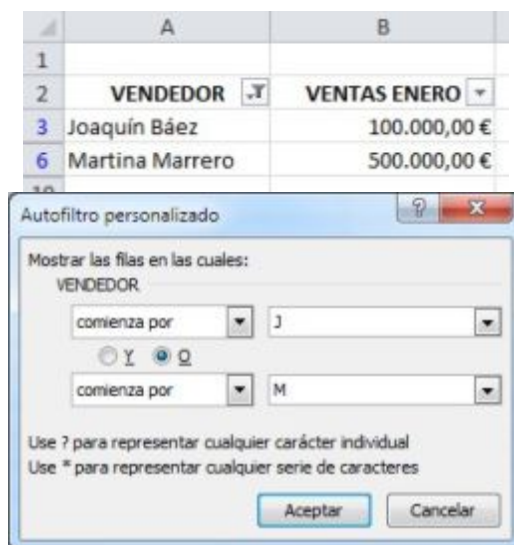 A B
1
2 VENDEDOR VENTAS ENERO
3 Joaquín Báez 100.000,00 €
6 Martina Marrero 500.000,00 €
10
Autofiltro personalizado
Mostrar las filas en las cuales:
VENDEDOR
comienza por J
Y O
comienza por M
Use ? para representar cualquier carácter individual
Use * para representar cualquier serie de caracteres
Aceptar Cancelar